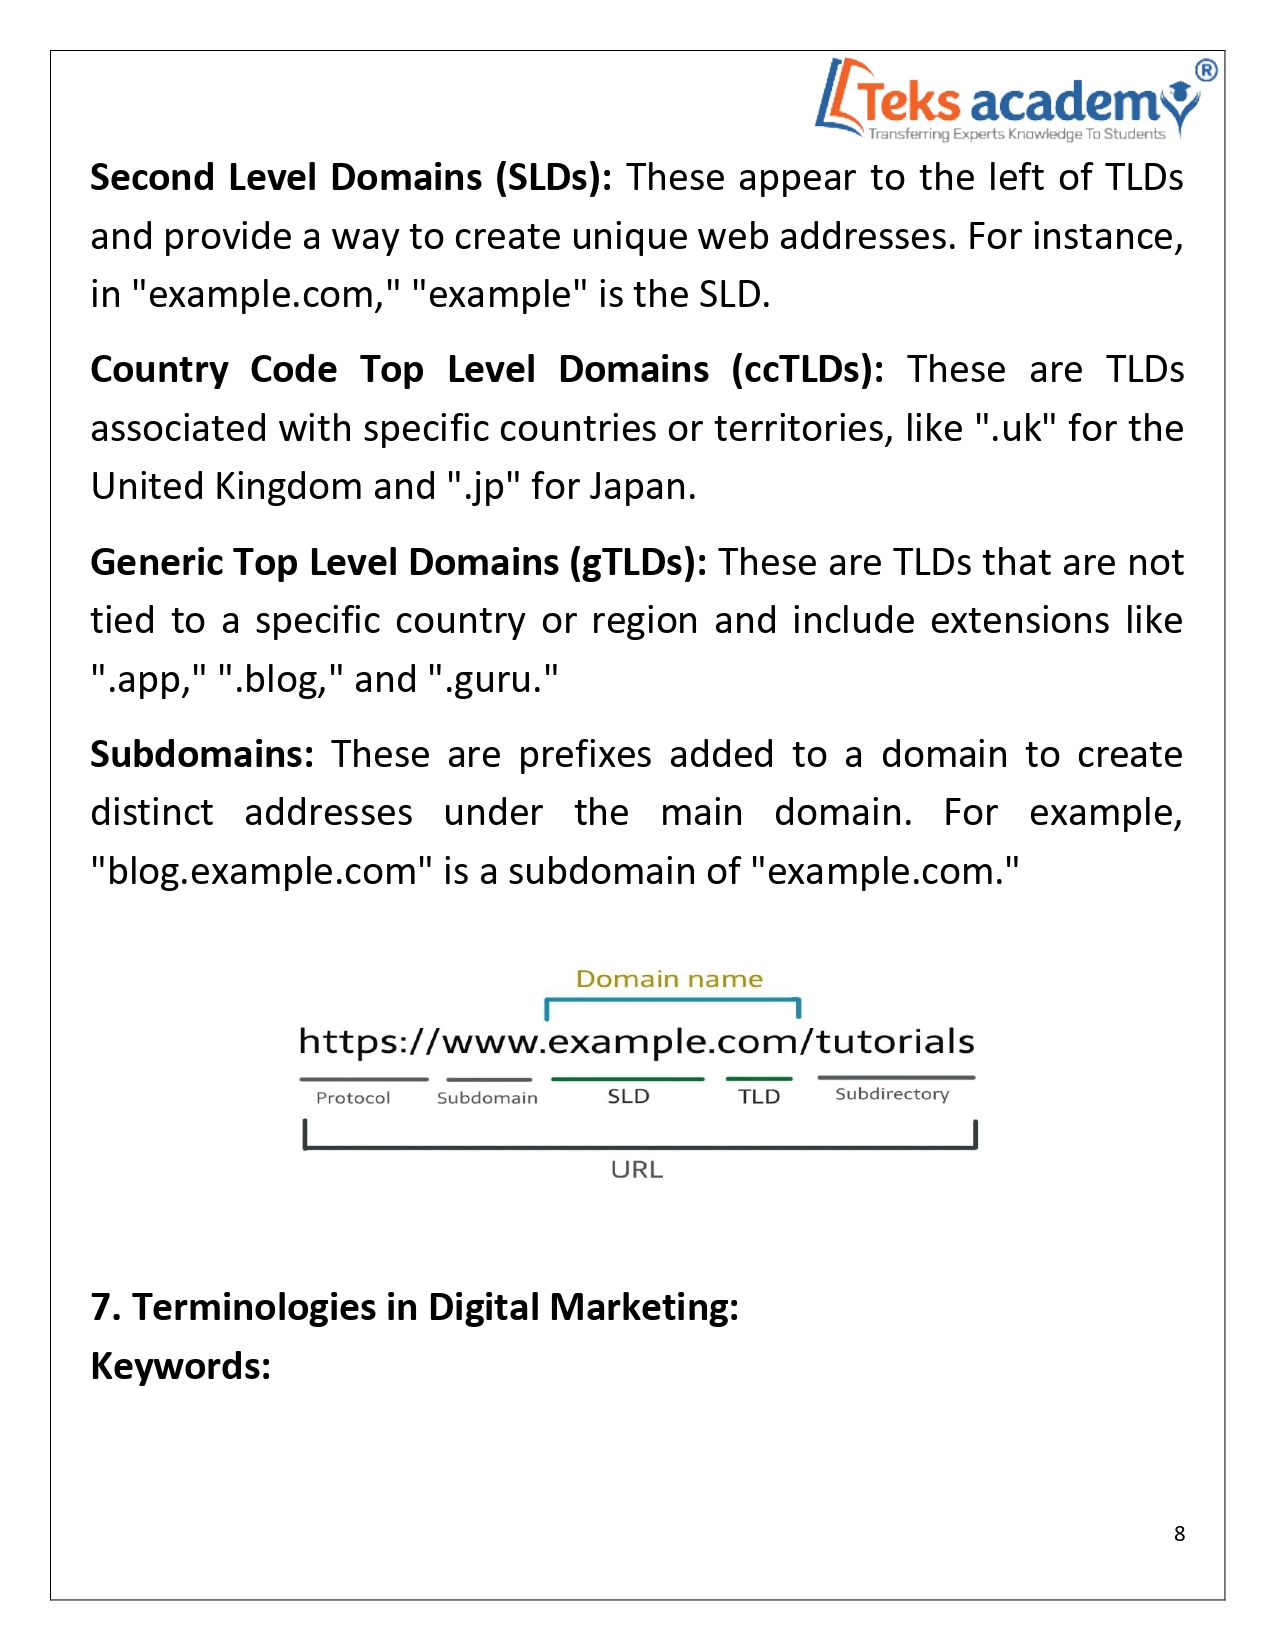 Teks academy®
Transferring Experts Knowledge To Students
Second Level Domains (SLDs): These appear to the left of TLDs
and provide a way to create unique web addresses. For instance,
in "example.com," "example" is the SLD.
Country Code Top Level Domains (ccTLDs): These are TLDs
associated with specific countries or territories, like ".uk" for the
United Kingdom and ".jp" for Japan.
Generic Top Level Domains (gTLDs): These are TLDs that are not
tied to a specific country or region and include extensions like
".app," ".blog," and ".guru."
Subdomains: These are prefixes added to a domain to create
distinct addresses under the main domain. For example,
"blog.example.com" is a subdomain of "example.com."
Domain name
https://www.example.com/tutorials
Protocol Subdomain SLD TLD Subdirectory
URL
7. Terminologies in Digital Marketing:
Keywords:
8